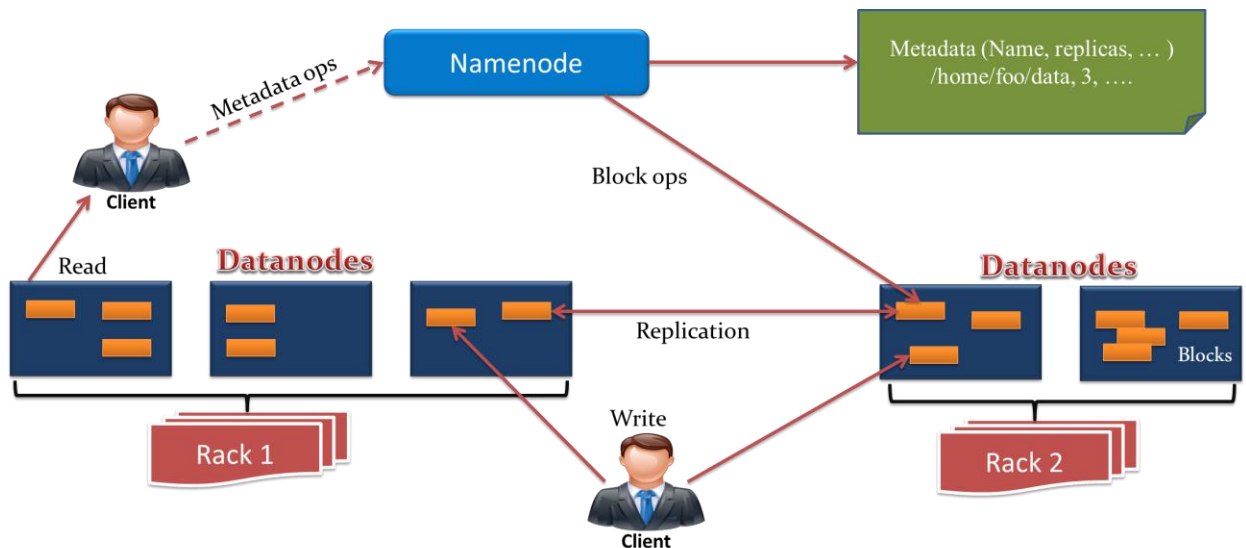 Namenode
Metadata (Name, replicas, … )
/home/foo/data, 3, ….
Metadata ops
Client
Block ops
Read
Datanodes
Datanodes
Replication
Blocks
Rack 1
Write
Rack 2
Client